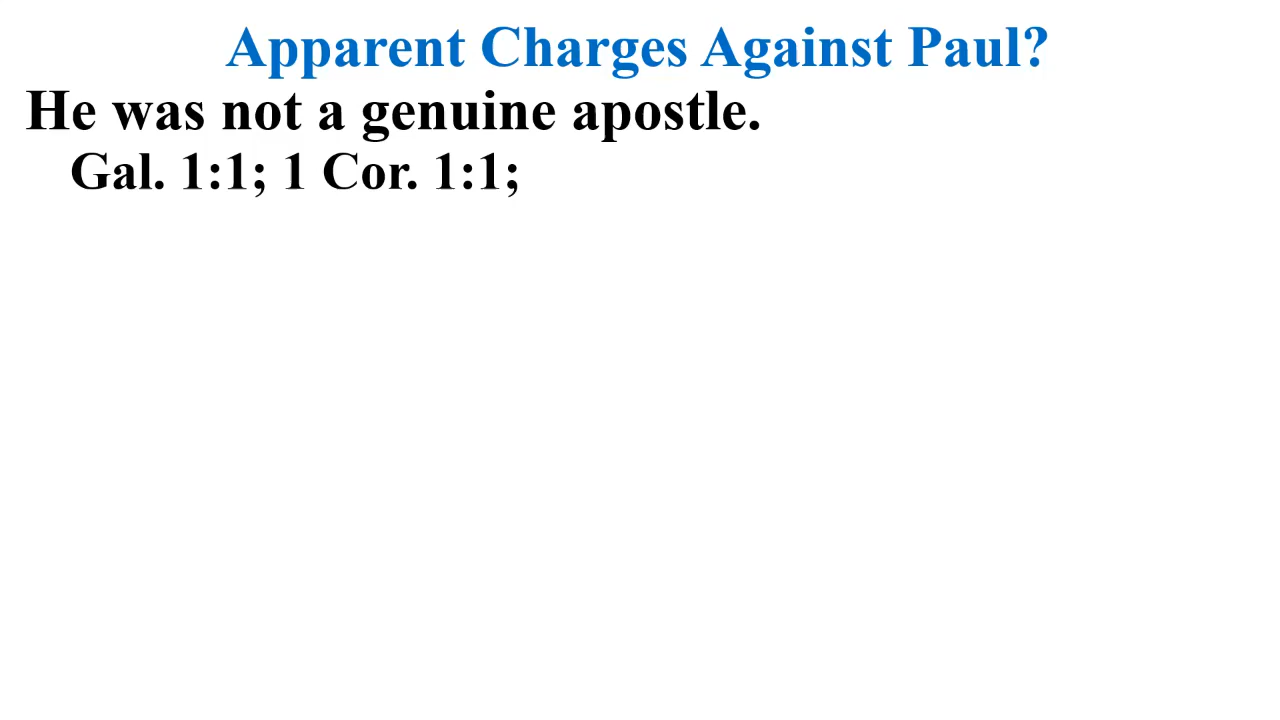 Apparent Charges Against Paul?
He was not a genuine apostle.
Gal. 1:1; 1 Cor. 1:1;